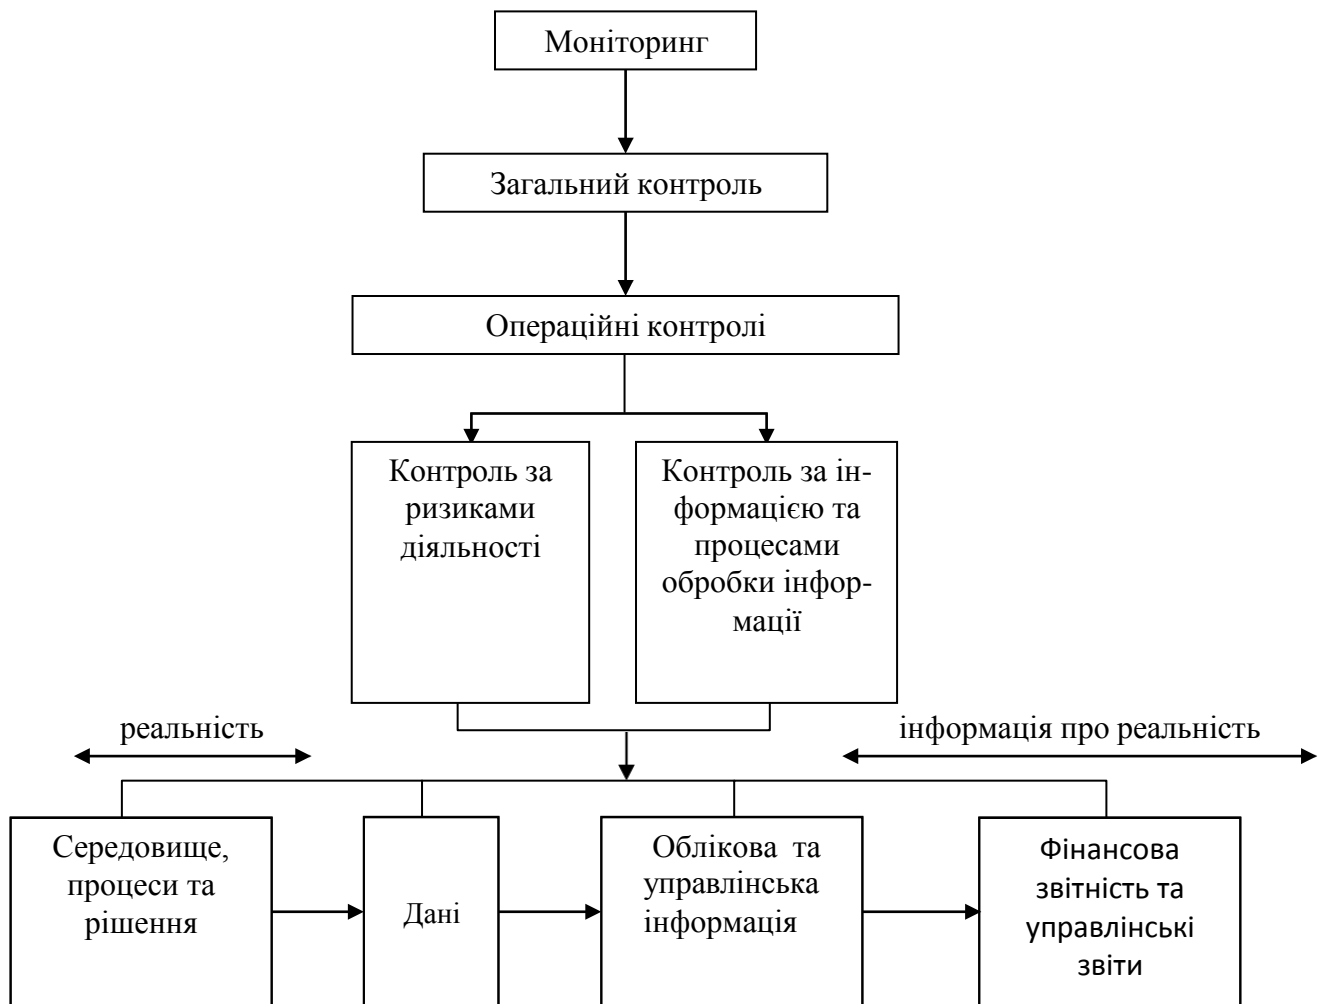 Моніторинг
Загальний контроль
Операційні контролі
Контроль за
ризиками
діяльності
Контроль за ін-
формацією та
процесами
обробки інфор-
мації
реальність
інформація про реальність
Середовище,
процеси та
рішення
Дані
Облікова та
управлінська
інформація
Фінансова
звітність та
управлінські
звіти